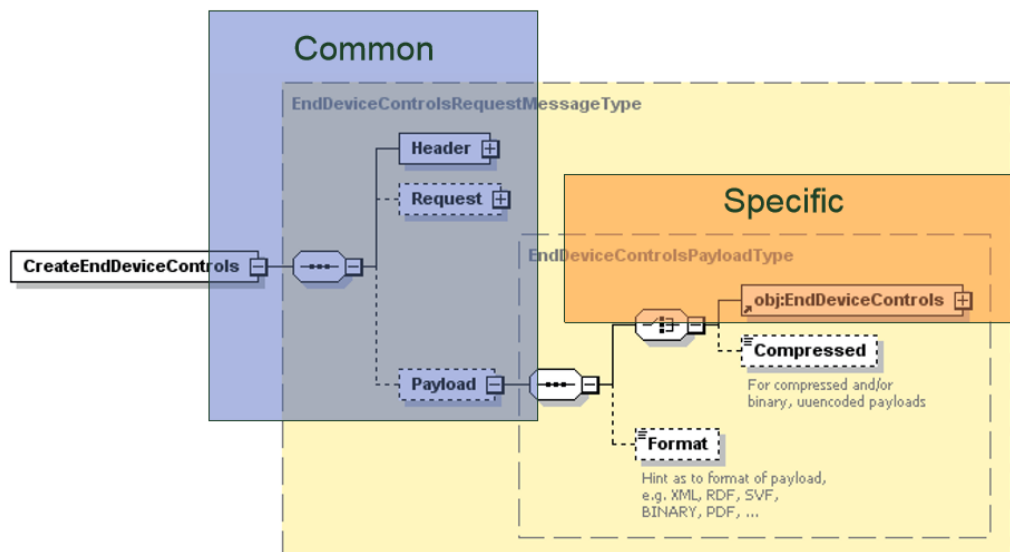 Common
EndDeviceControlsRequestMessageType
Header
Request
Specific
EndDeviceControlsPayloadType
CreateEndDeviceControls
obj:EndDeviceControls
Compressed
For compressed and/or
binary, uuencoded payloads
Payload
Format
Hint as to format of payload,
e.g. XML, RDF, SVF,
BINARY, PDF, ...